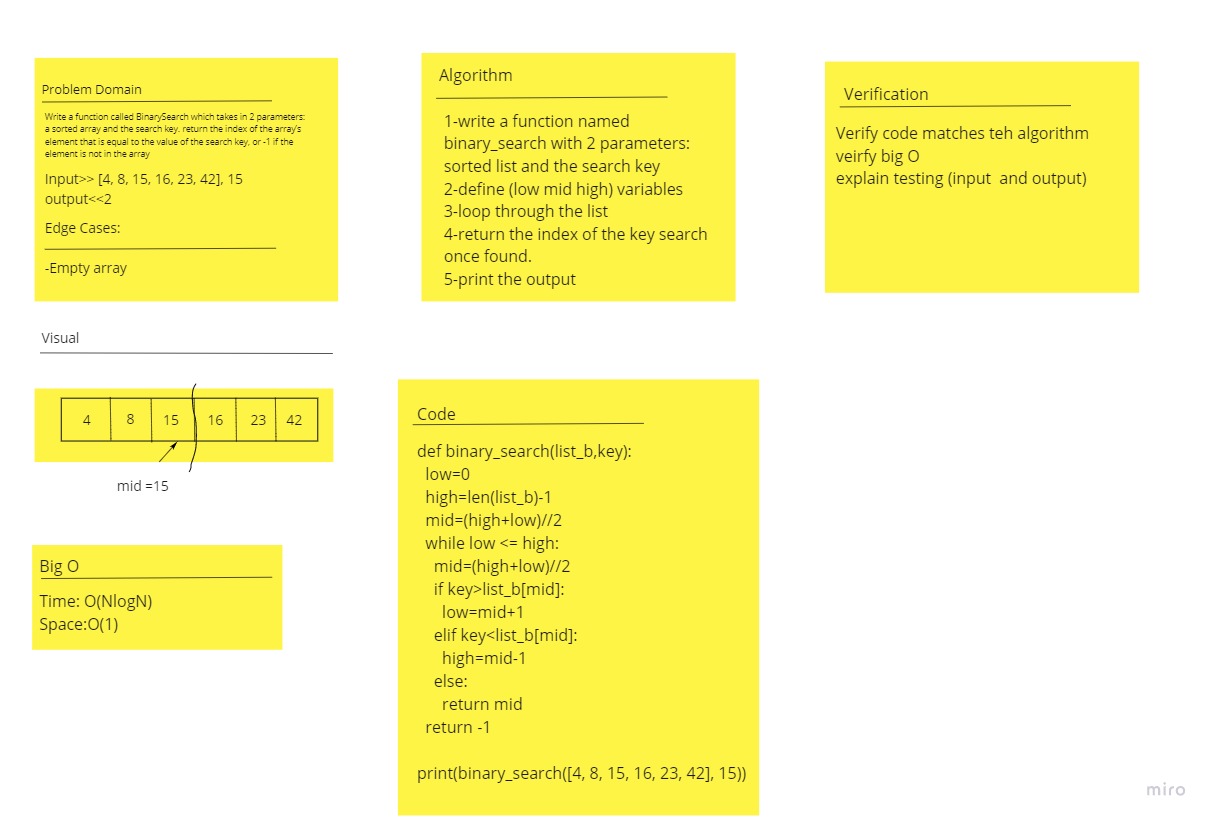 Problem Domain
Write a function called BinarySearch which takes in 2 parameters:
a sorted array and the search key. return the index of the array's
element that is equal to the value of the search key, or -1 if the
element is not in the array
Input>> [4, 8, 15, 16, 23, 42], 15
output<<2
Edge Cases:
-Empty array
Algorithm
1-write a function named
binary_search with 2 parameters:
sorted list and the search key
2-define (low mid high) variables
3-loop through the list
4-return the index of the key search
once found.
5-print the output
Verification
Verify code matches teh algorithm
veirfy big O
explain testing (input  and output)
Visual
4 8 15 16 23 42
mid =15
Big O
Time: O(NlogN)
Space:O(1)
Code
def binary_search(list_b,key):
  low=0
  high=len(list_b)-1
  mid=(high+low)//2
  while low <= high:
    mid=(high+low)//2
    if key>list_b[mid]:
      low=mid+1
    elif key<list_b[mid]:
      high=mid-1
    else:
      return mid
  return -1
print(binary_search([4, 8, 15, 16, 23, 42], 15))
miro